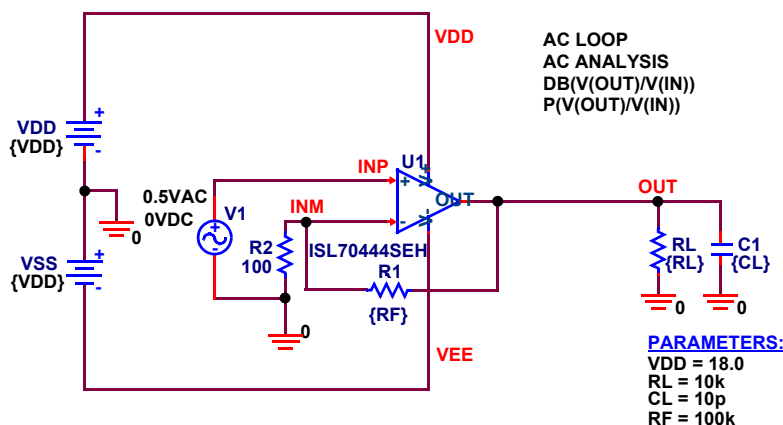 VDD
AC LOOP
AC ANALYSIS
DB(V(OUT)/V(IN))
P(V(OUT)/V(IN))
+
VDD
{VDD}
-
0
0.5VAC
0VDC
V1
+
-
INP
INM
U1
+
-
V+
V-
OUT
ISL70444SEH
R2
100
R1
{RF}
0
+
VSS
{VDD}
-
VEE
OUT
RL
{RL}
0
C1
{CL}
0
PARAMETERS:
VDD = 18.0
RL = 10k
CL = 10p
RF = 100k